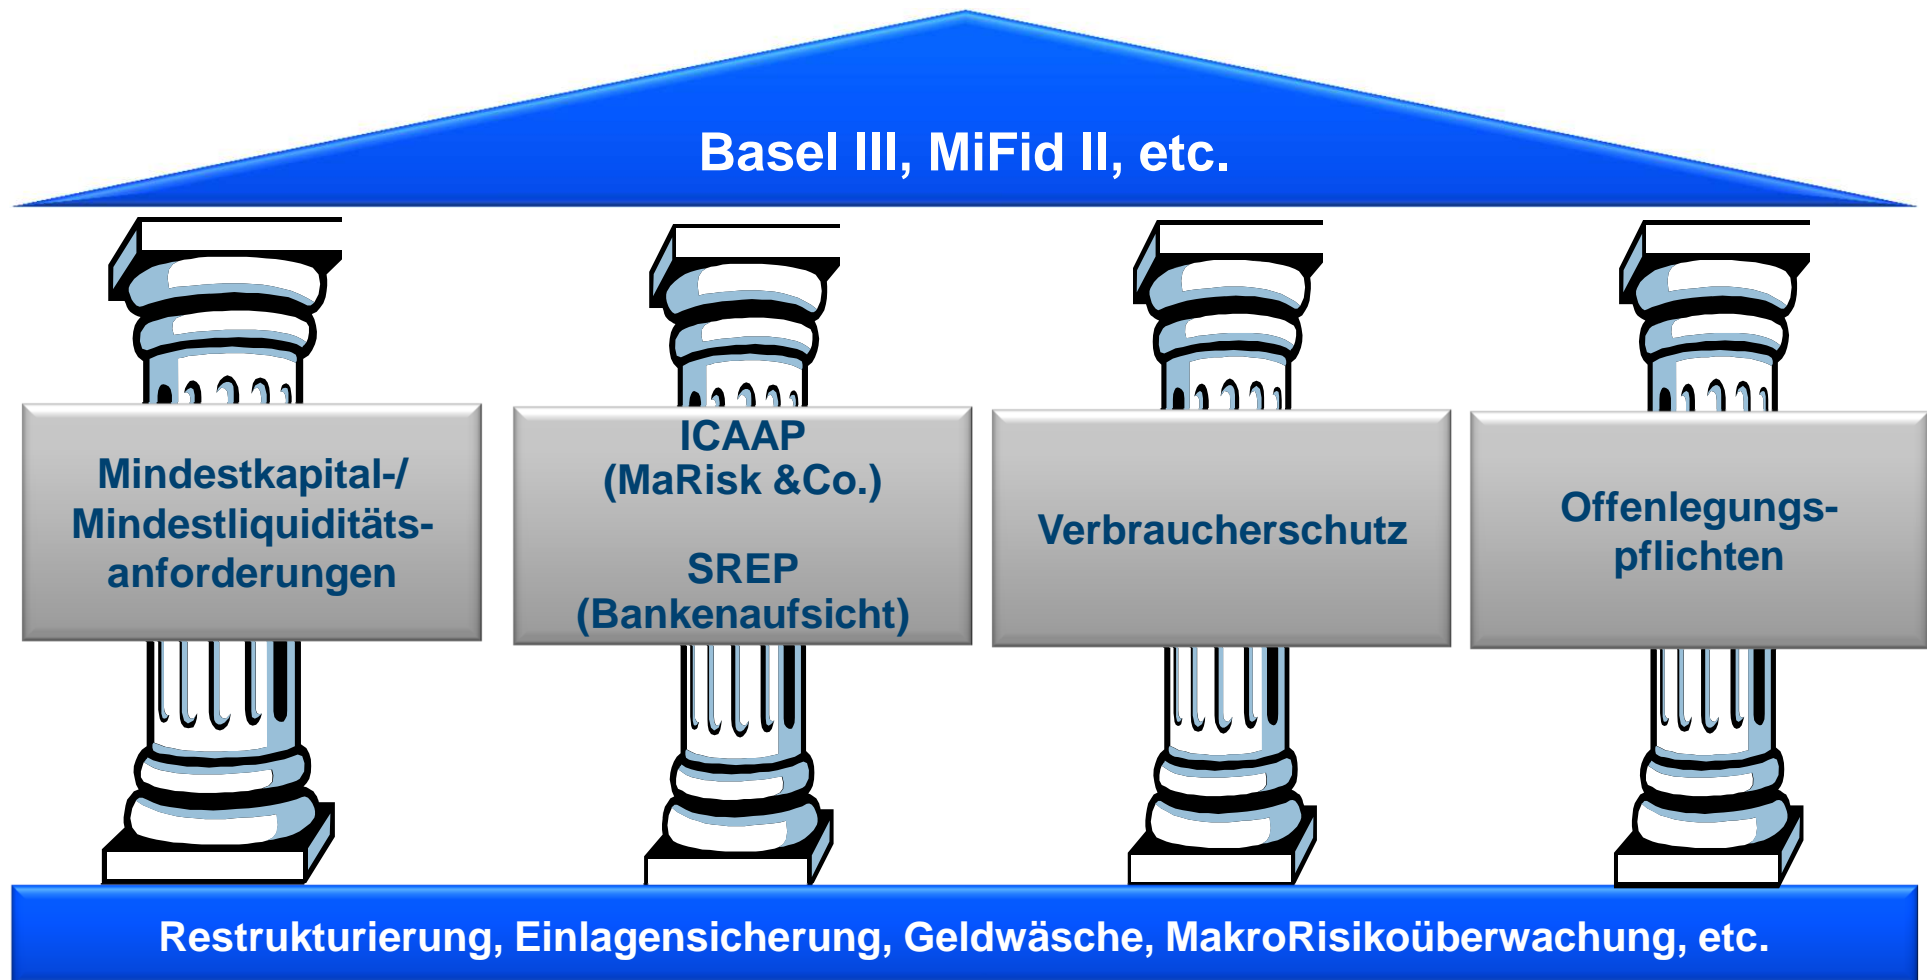 Basel III, MiFid II, etc.
Mindestkapital-/
Mindestliquiditäts-
anforderungen
ICAAP
(MaRisk &Co.)
SREP
(Bankenaufsicht)
Verbraucherschutz
Offenlegungs-
pflichten
Restrukturierung, Einlagensicherung, Geldwäsche, MakroRisikoüberwachung, etc.